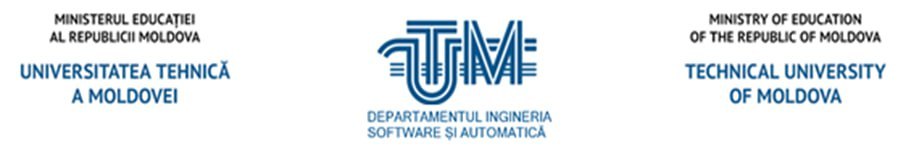 MINISTERUL EDUCAȚIEI
AL REPUBLICII MOLDOVA
UNIVERSITATEA TEHNICĂ
A MOLDOVEI
UTM
DEPARTAMENTUL INGINERIA
SOFTWARE ȘI AUTOMATICĂ
MINISTRY OF EDUCATION
OF THE REPUBLIC OF MOLDOVA
TECHNICAL UNIVERSITY
OF MOLDOVA